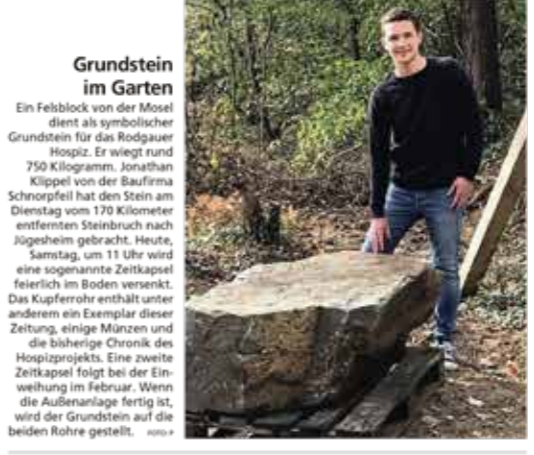 Grundstein
im Garten
Ein Felsblock von der Mosel
dient als symbolischer
Grundstein für das Rodgauer
Hospiz. Er wiegt rund
750 Kilogramm. Jonathan
Klippel von der Baufirma
Schnorpfeil hat den Stein am
Dienstag vom 170 Kilometer
entfernten Steinbruch nach
Jügesheim gebracht. Heute,
Samstag, um 11 Uhr wird
eine sogenannte Zeitkapsel
feierlich im Boden versenkt.
Das Kupferrohr enthält unter
anderem ein Exemplar dieser
Zeitung, einige Münzen und
die bisherige Chronik des
Hospizprojekts. Eine zweite
Zeitkapsel folgt bei der Ein-
weihung im Februar. Wenn
die Außenanlage fertig ist,
wird der Grundstein auf die
beiden Rohre gestellt. FOTO: P